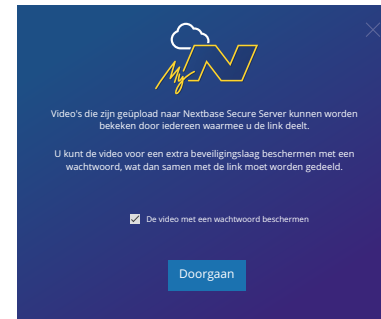 My N
Video's die zijn geüpload naar Nextbase Secure Server kunnen worden
bekeken door iedereen waarmee u de link deelt.
U kunt de video voor een extra beveiligingslaag beschermen met een
wachtwoord, wat dan samen met de link moet worden gedeeld.
De video met een wachtwoord beschermen
Doorgaan